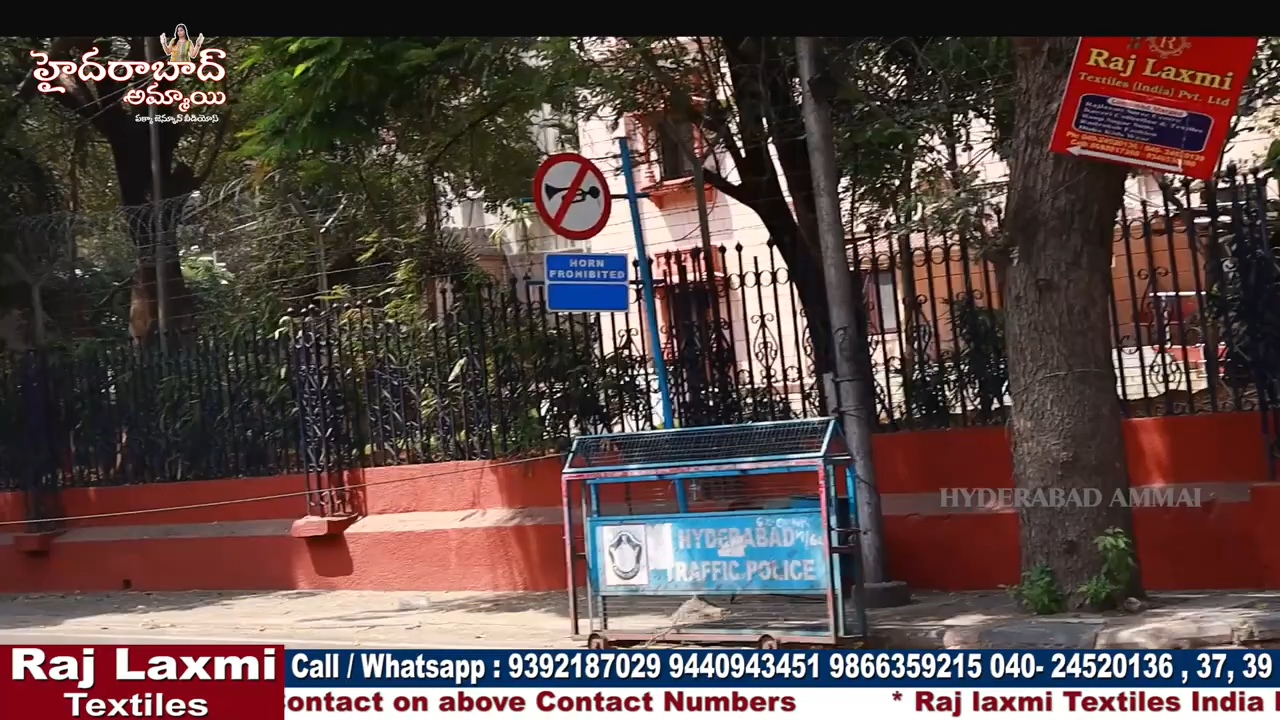 హైదరాబాద్
అమ్మాయి
పక్కా జెన్యూన్ వీడియోస్
Raj Laxmi
Textiles (India) Pvt. Ltd
HORN
PROHIBITED
HYDERABAD AMMAI
HYDERABAD
TRAFFIC POLICE
Raj Laxmi
Textiles
Call / Whatsapp : 9392187029 9440943451 9866359215 040- 24520136 , 37, 39
ontact on above Contact Numbers * Raj laxmi Textiles India